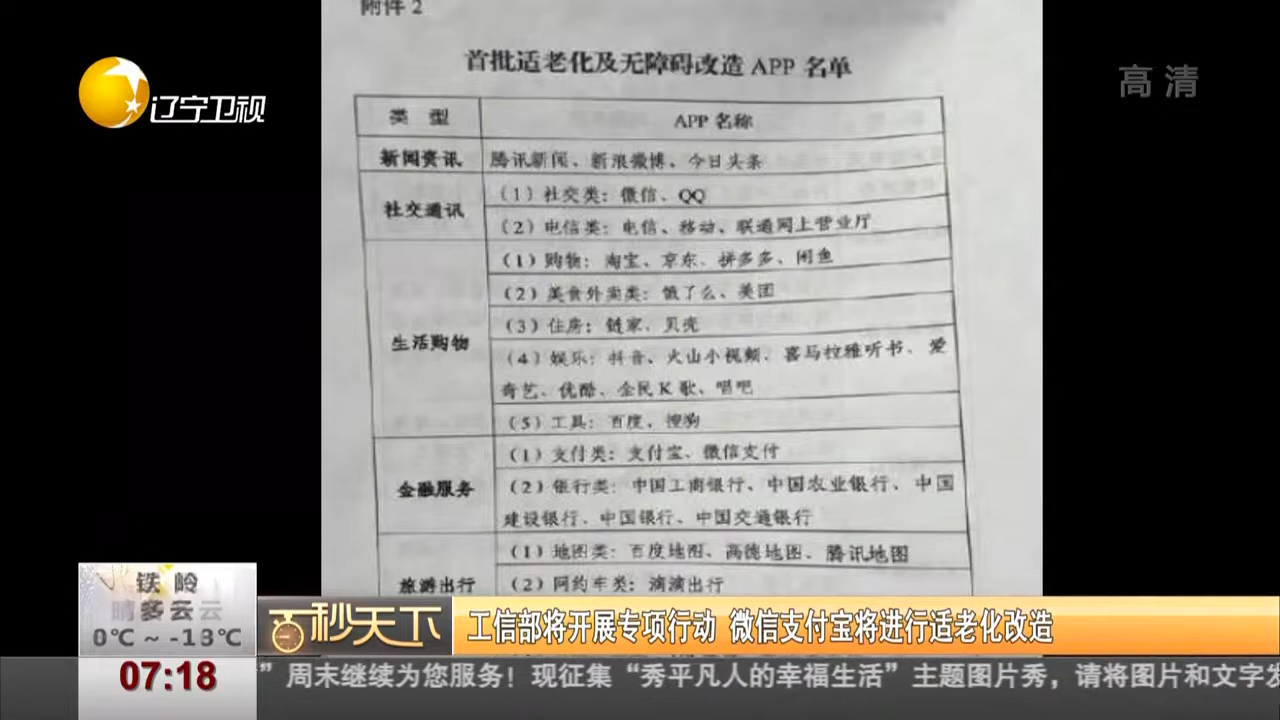 附件2
首批适老化及无障碍改造APP名单
高清
辽宁卫视
类 型 APP名称
新闻资讯 腾讯新闻、新浪微博、今日头条
社交通讯
(1)社交类:微信、QQ
(2)电信类:电信、移动、联通网上营业厅
生活购物
(1)购物:淘宝、京东、拼多多、闲鱼
(2)美食外卖类:饿了么、美团
(3)住房:链家、贝壳
(4)娱乐:抖音、火山小视频、喜马拉雅听书、爱
奇艺、优酷、全民K歌、唱吧
(5)工具:百度、搜狗
金融服务
(1)支付类:支付宝、微信支付
(2)银行类:中国工商银行、中国农业银行、中国
建设银行、中国银行、中国交通银行
旅游出行
(1)地图类:百度地图、高德地图、腾讯地图
(2)网约车类:滴滴出行
铁岭
晴多云
0℃~-13℃
07:18
百秒天下
工信部将开展专项行动 微信支付宝将进行适老化改造
”周末继续为您服务!现征集“秀平凡人的幸福生活”主题图片秀,请将图片和文字发